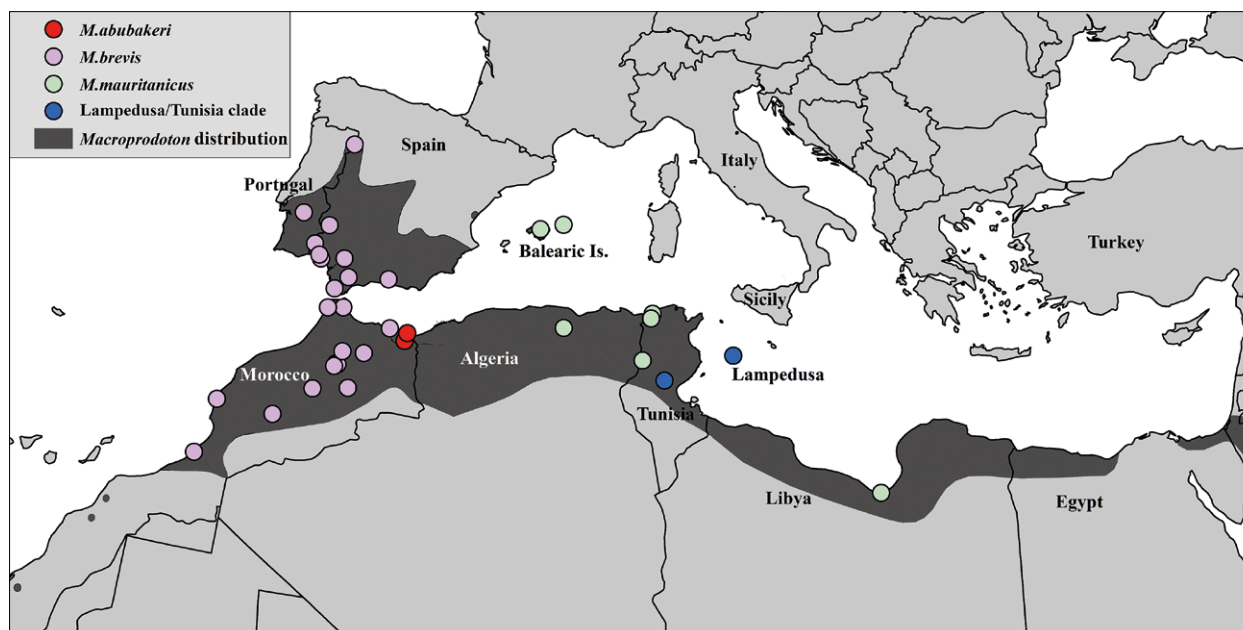 M.abubakeri
M.brevis
M.mauritanicus
Lampedusa/Tunisia clade
Macroprodoton distribution
Spain
Portugal
Italy
Balearic Is.
Turkey
Sicily
Algeria
Lampedusa
Morocco
Tunisia
Libya
Egypt